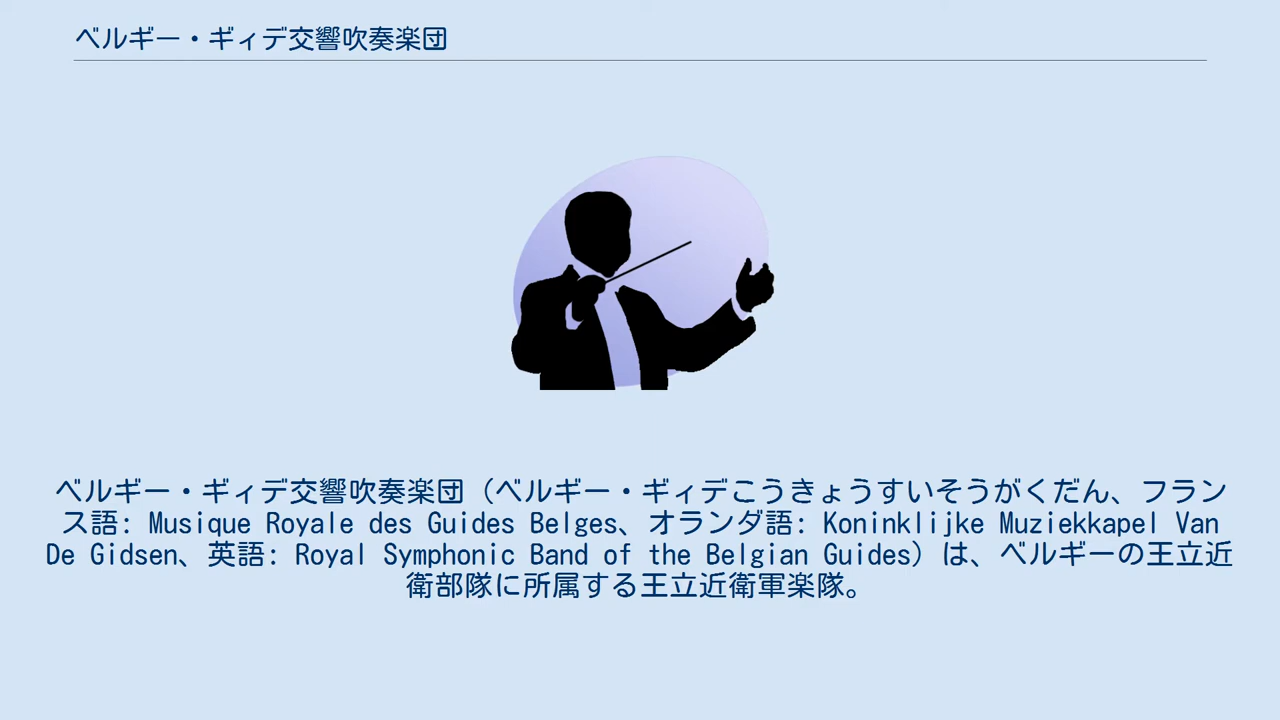 ベルギー・ギィデ交響吹奏楽団
ベルギー・ギィデ交響吹奏楽団（ベルギー・ギィデこうきょうすいそうがくだん、フラン
ス語: Musique Royale des Guides Belges、オランダ語: Koninklijke Muziekkapel Van
De Gidsen、英語: Royal Symphonic Band of the Belgian Guides）は、ベルギーの王立近
衛部隊に所属する王立近衛軍楽隊。